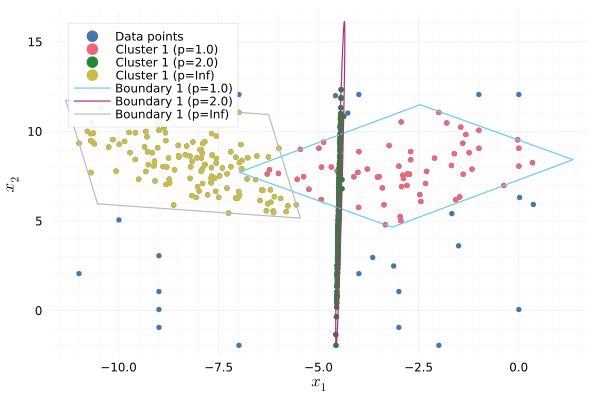 Data points
Cluster 1 (p=1.0)
Cluster 1 (p=2.0)
Cluster 1 (p=Inf)
Boundary 1 (p=1.0)
Boundary 1 (p=2.0)
Boundary 1 (p=Inf)
15
10
5
0
x_2
−10.0 −7.5 −5.0 −2.5 0.0
x_1